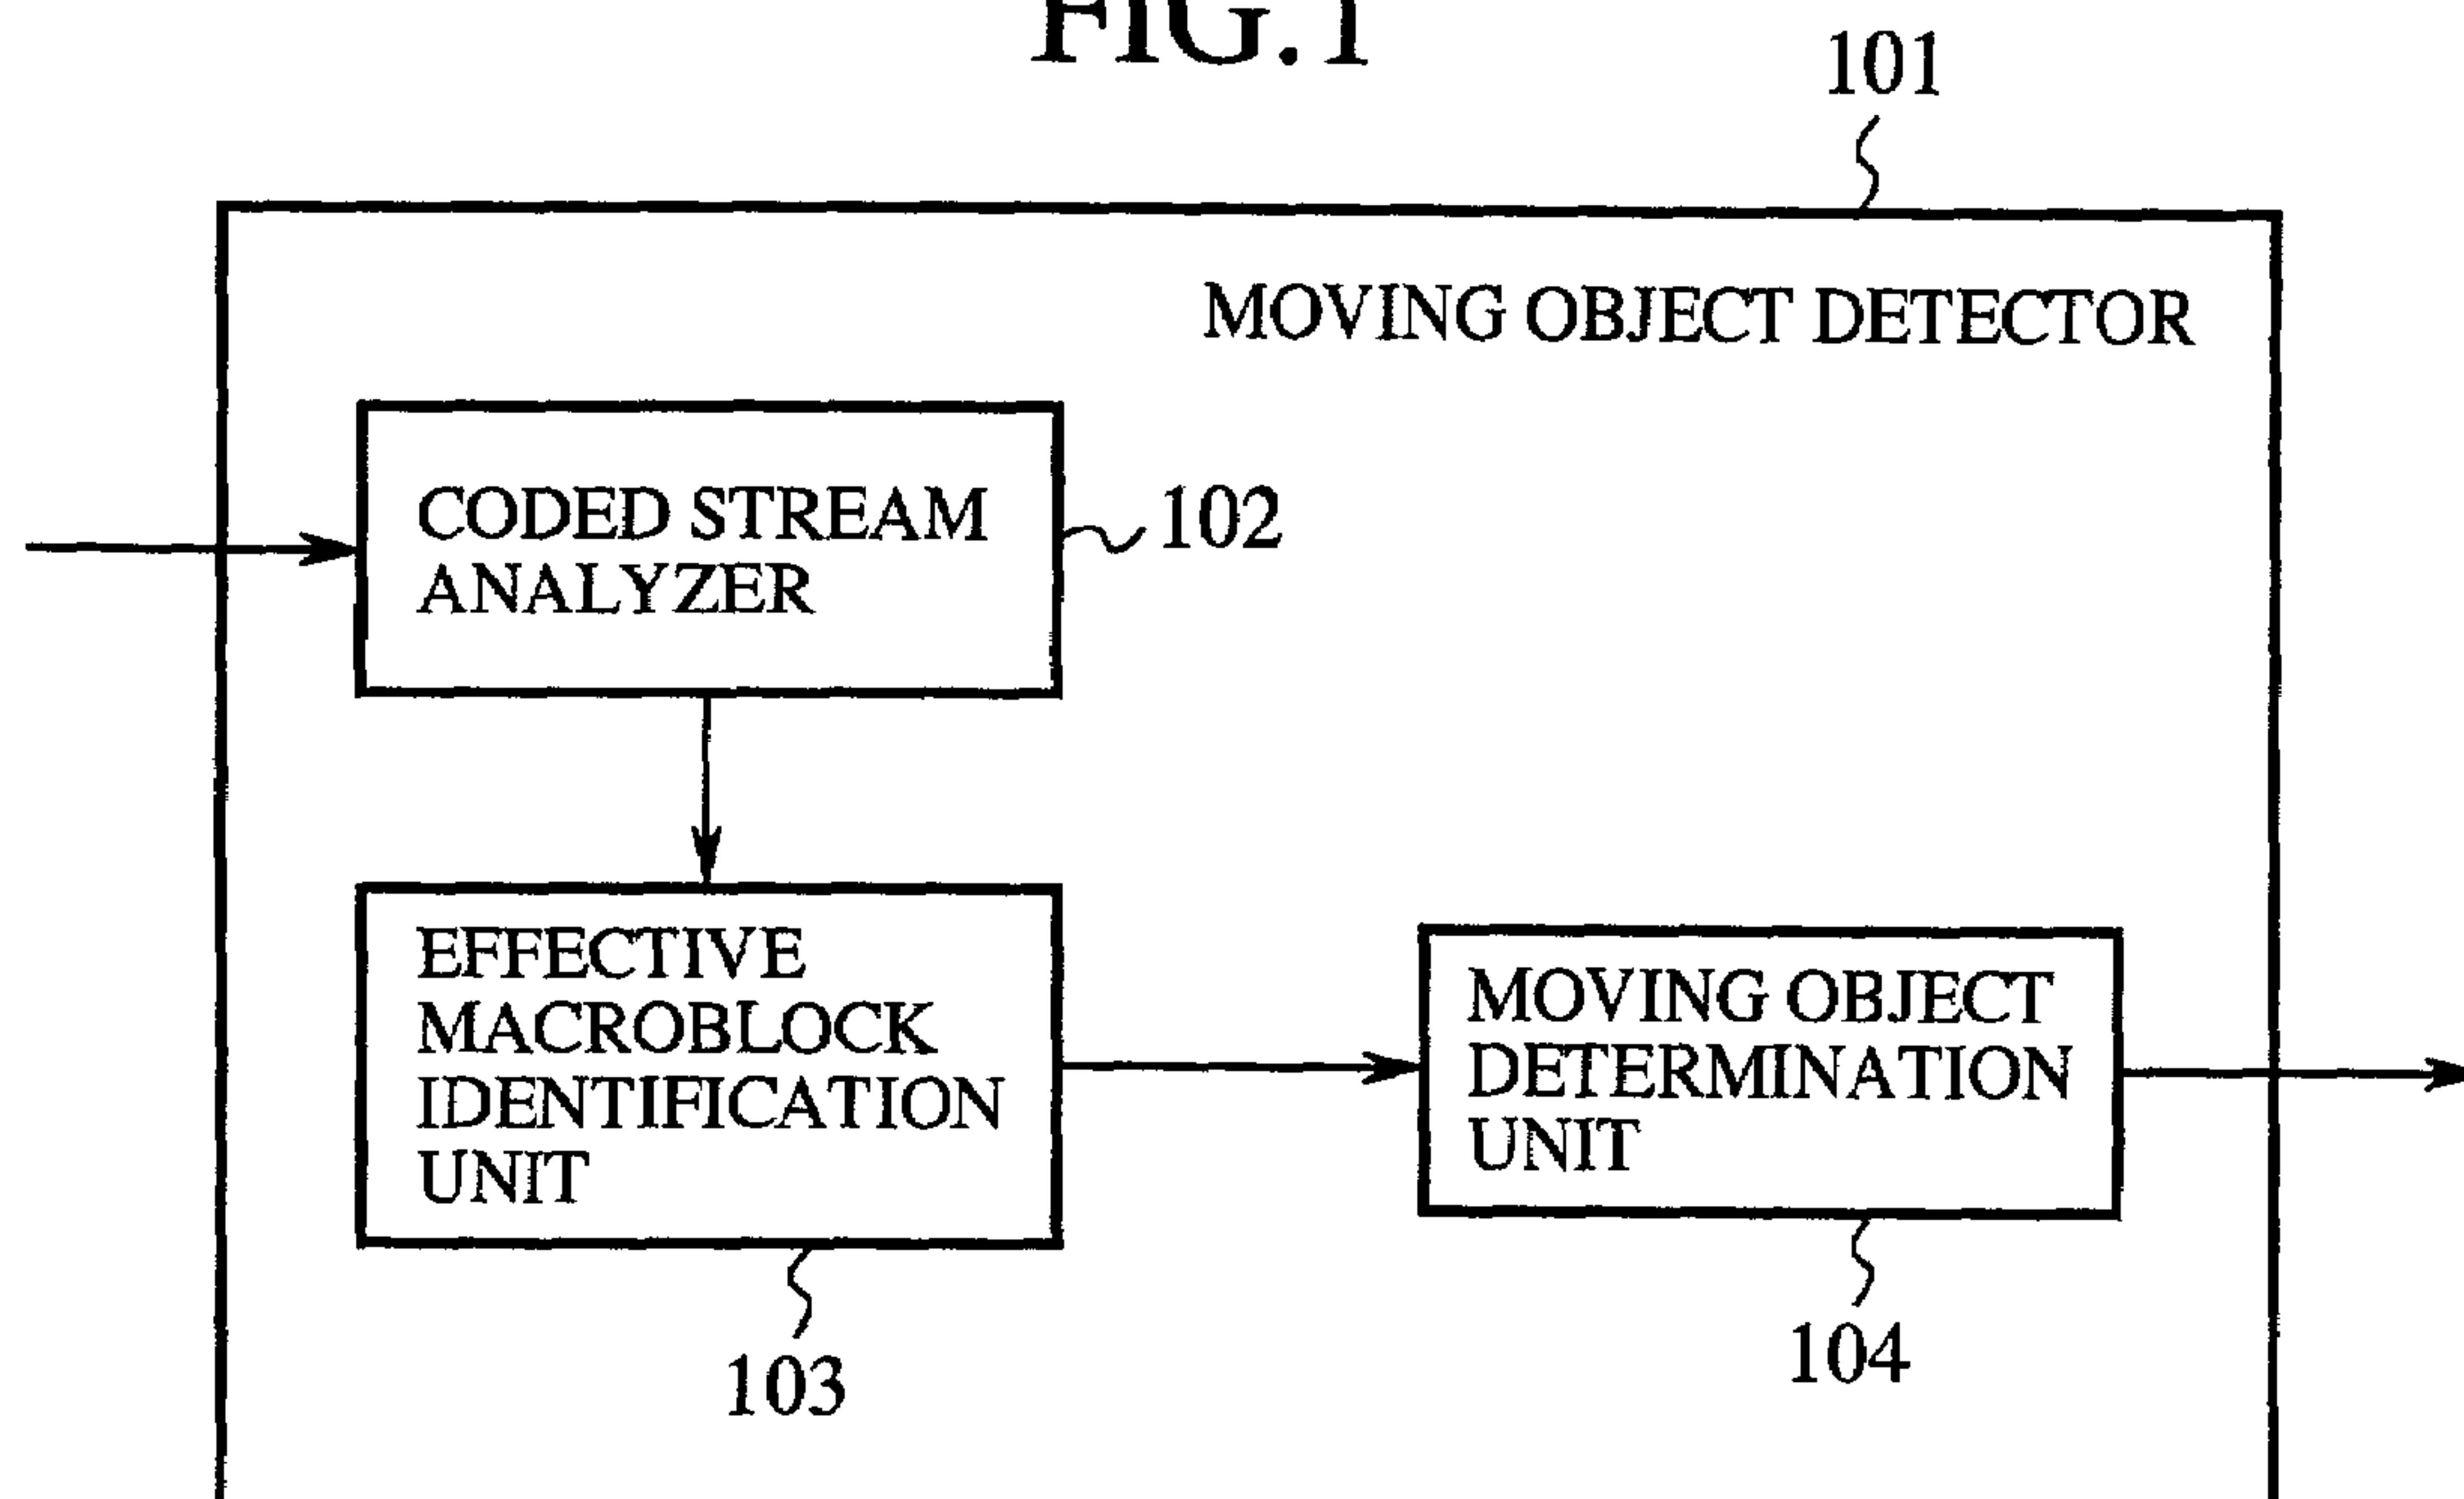 FIG.1
101
MOVING OBJECT DETECTOR
CODED STREAM
ANALYZER
102
EFFECTIVE
MACROBLOCK
IDENTIFICATION
UNIT
103
MOVING OBJECT
DETERMINATION
UNIT
104